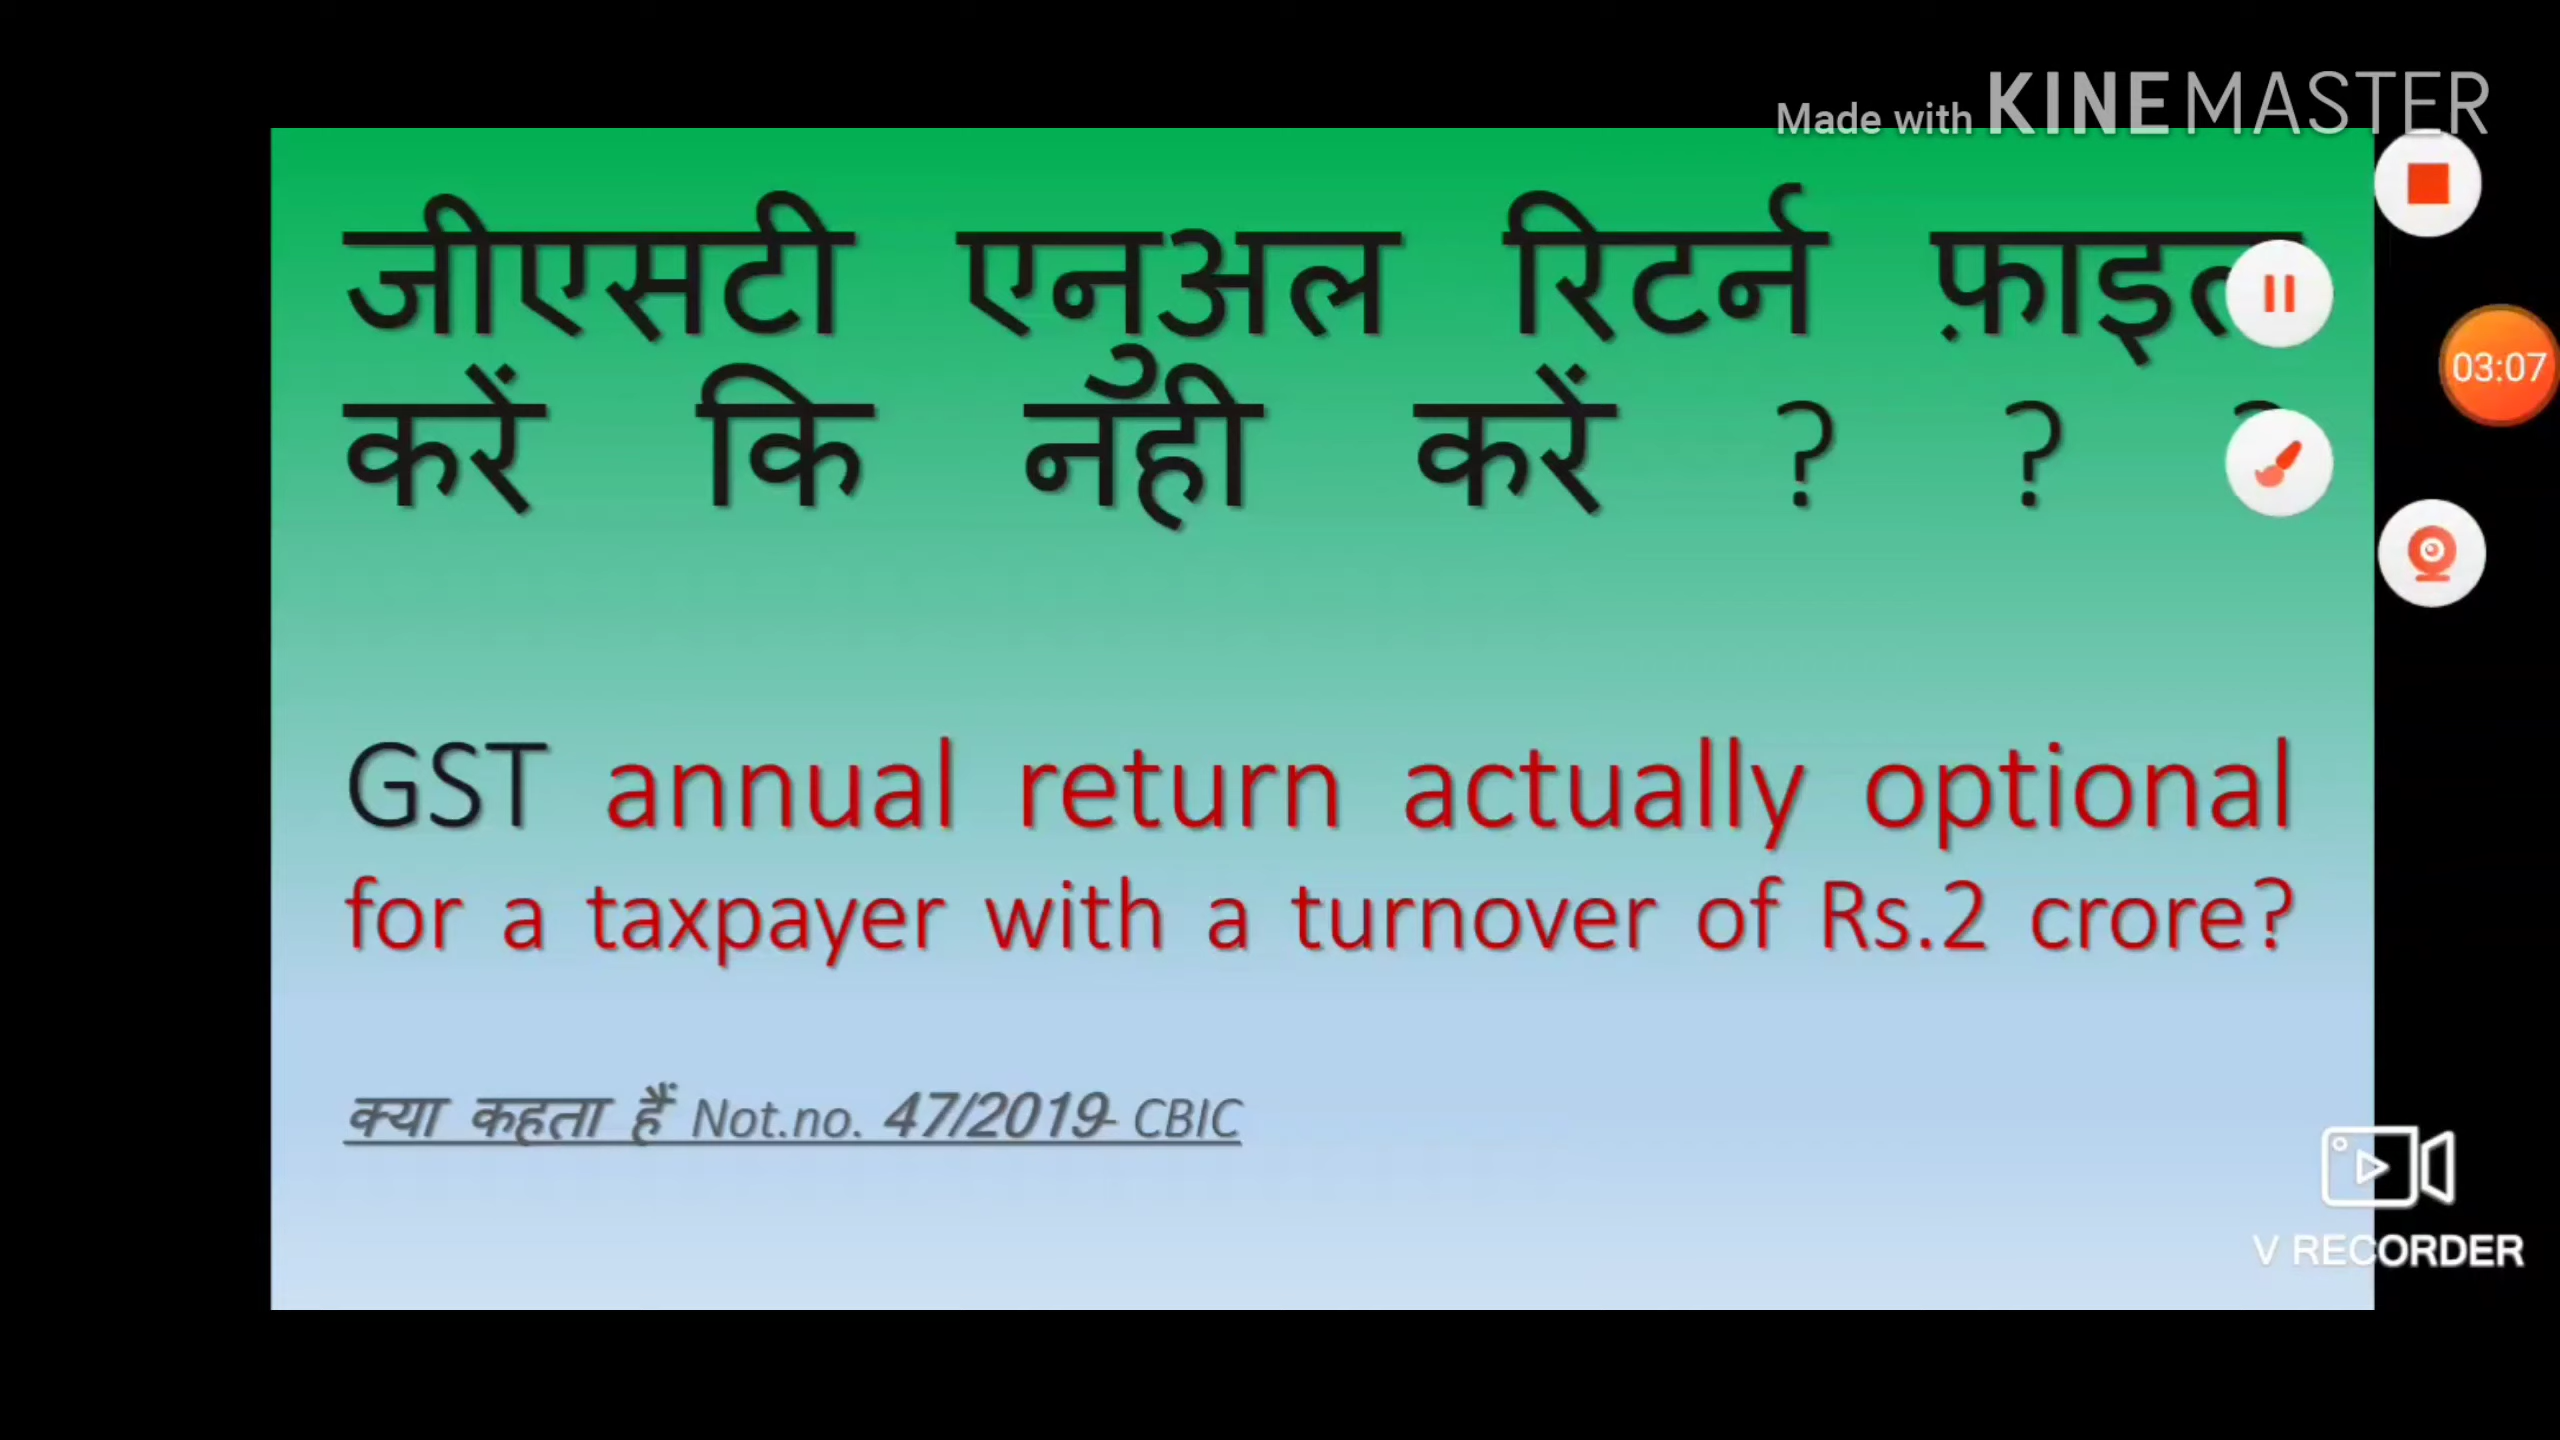 Made with KINEMASTER
जीएसटी एनुअल रिटर्न
करें कि नही करें ? ? ?
03:07
GST annual return actually optional
for a taxpayer with a turnover of Rs.2 crore?
क्या कहता हैं Not.no. 47/2019- CBIC
V RECORDER